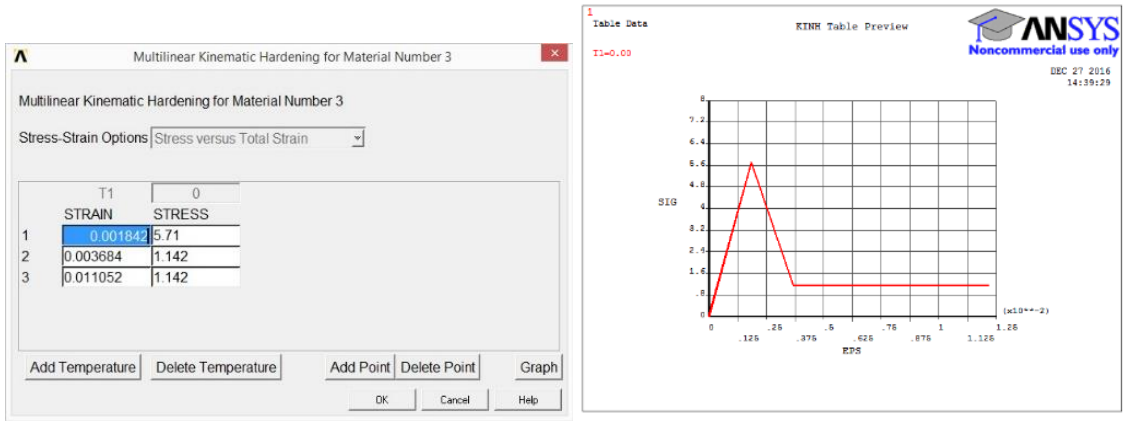 Multilinear Kinematic Hardening for Material Number 3
Multilinear Kinematic Hardening for Material Number 3
Stress-Strain Options Stress versus Total Strain
T1 0
STRAIN STRESS
1 0.001842 5.71
2 0.003684 1.142
3 0.011052 1.142
Add Temperature Delete Temperature Add Point Delete Point Graph
OK Cancel Help
1
Table Data
T1=0.00
KINH Table Preview
ANSYS
Noncommercial use only
DEC 27 2016
14:39:29
8
7.2
6.4
5.6
4.8
SIG
4
3.2
2.4
1.6
.8
0
0 .25 .5 .75 1 1.25
.125 .375 .625 .875 1.125
(x10**-2)
EPS